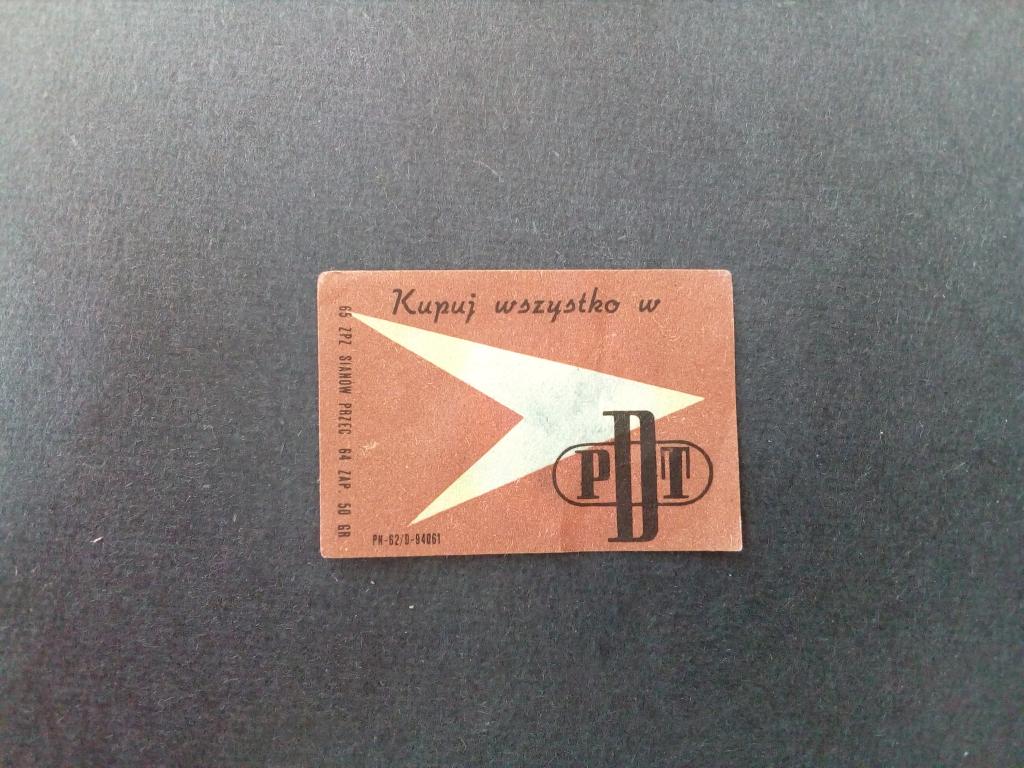 Kupuj wszystko w
PDT
65 ZPZ SIANÓW PRZEC 64 ZAP. 50 GR
PN-62/D-94061